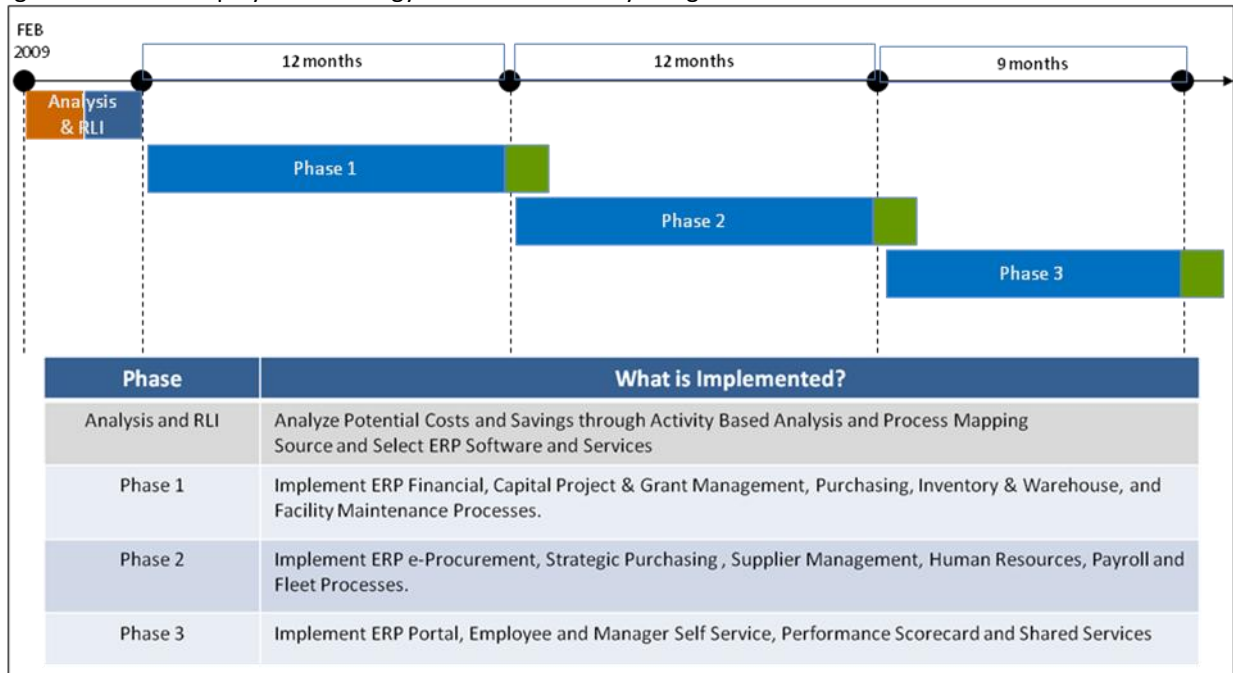 FEB
2009
12 months
12 months
9 months
Analysis
& RLI
Phase 1
Phase 2
Phase 3
Phase
What is Implemented?
Analysis and RLI
Analyze Potential Costs and Savings through Activity Based Analysis and Process Mapping
Source and Select ERP Software and Services
Phase 1
Implement ERP Financial, Capital Project & Grant Management, Purchasing, Inventory & Warehouse, and
Facility Maintenance Processes.
Phase 2
Implement ERP e-Procurement, Strategic Purchasing , Supplier Management, Human Resources, Payroll and
Fleet Processes.
Phase 3
Implement ERP Portal, Employee and Manager Self Service, Performance Scorecard and Shared Services